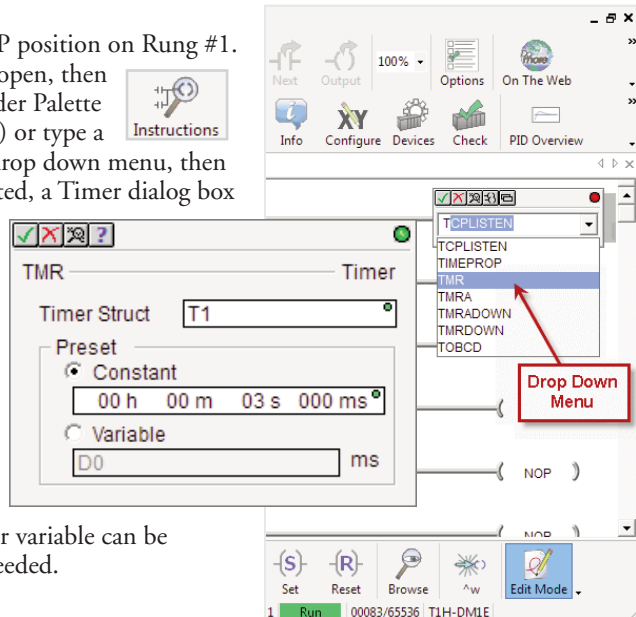 P position on Rung #1.
open, then
der Palette
) or type a
drop down menu, then
ted, a Timer dialog box
Instructions
TMR
Timer
Timer Struct T1
Preset
Constant
00 h 00 m 03 s 000 ms
Variable
D0 ms
r variable can be
eeded.
Next Output 100% Options On The Web
more
Info Configure Devices Check PID Overview
TCPLISTEN
TCPLISTEN
TIMEPROP
TMR
TMRA
TMRADOWN
TMRDOWN
TOBCD
Drop Down
Menu
NOP
NOP
Set Reset Browse ^w Edit Mode
1 Run 00083/65536 T1H-DM1E